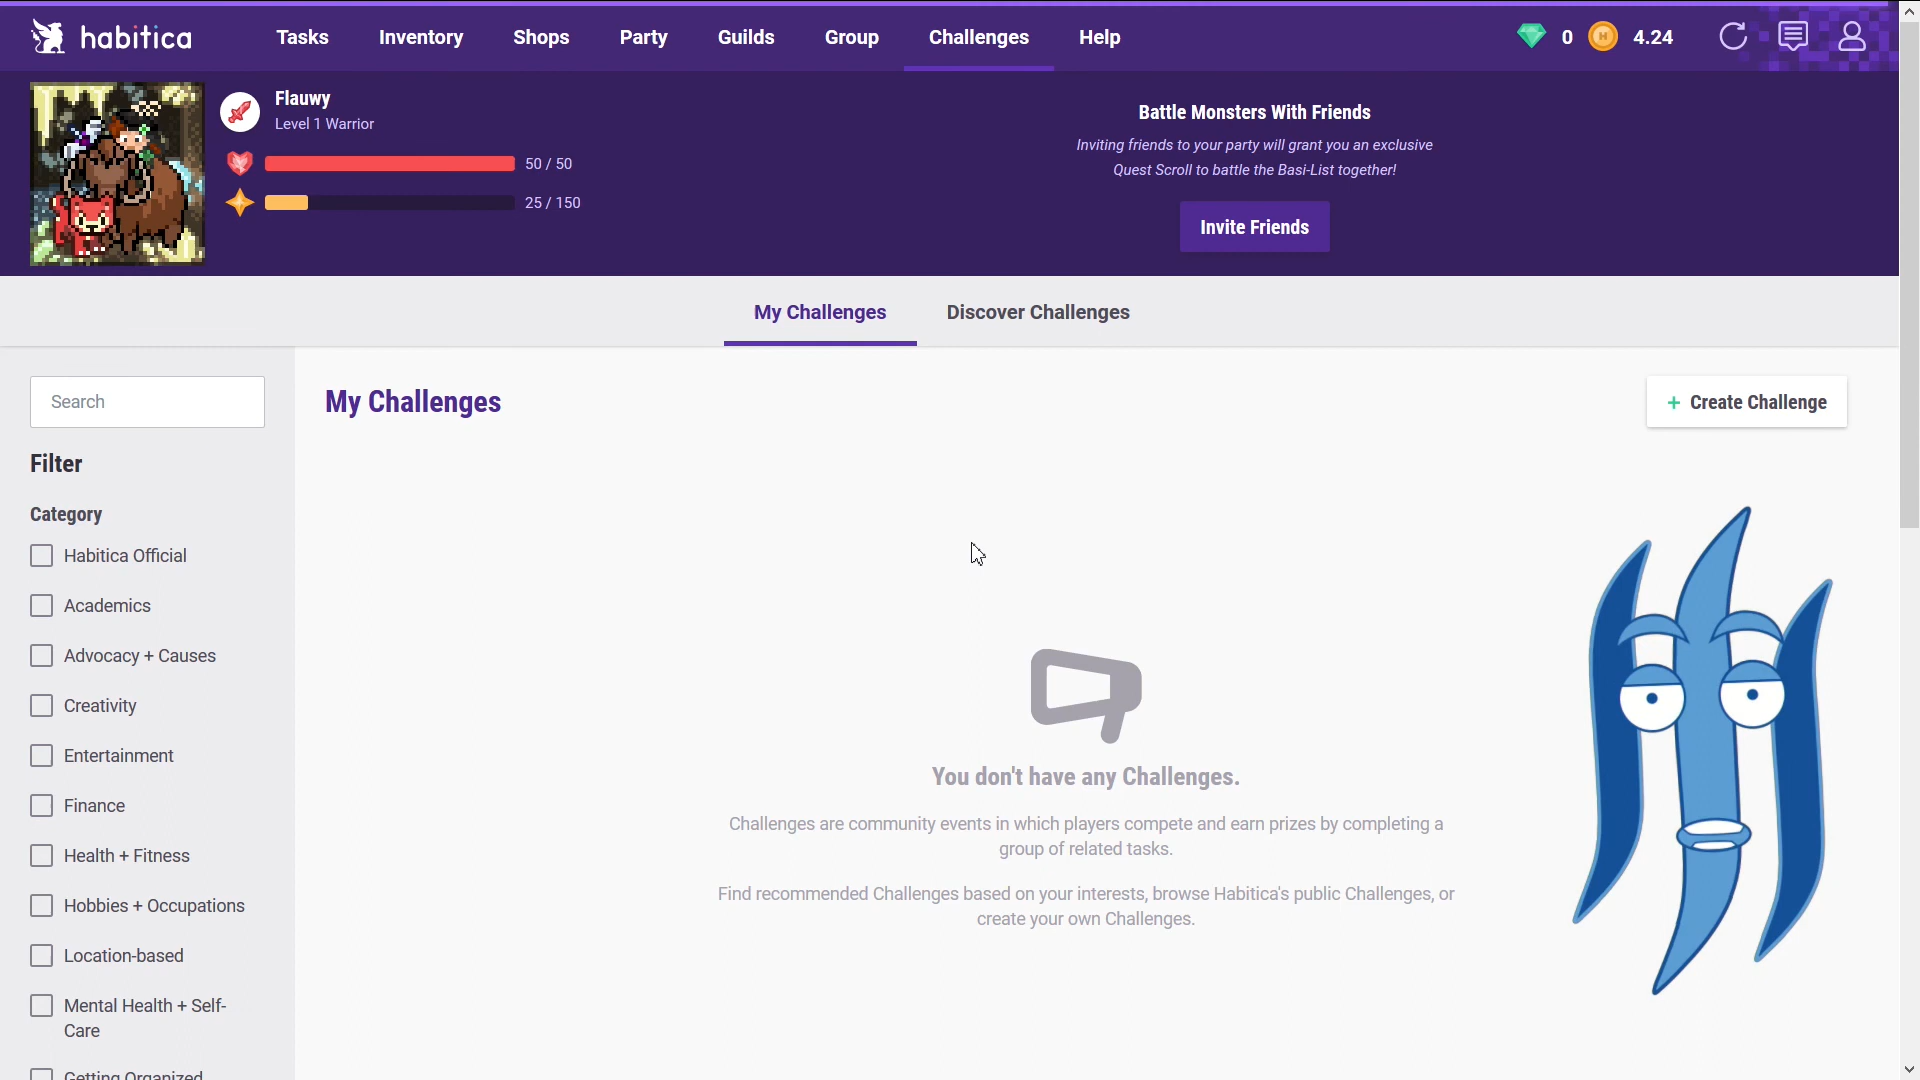 habitica
Tasks
Inventory
Shops
Party
Guilds
Group
Challenges
Help
0
4.24
Flauwy
Level 1 Warrior
50 / 50
25 / 150
Battle Monsters With Friends
Inviting friends to your party will grant you an exclusive
Quest Scroll to battle the Basi-List together!
Invite Friends
My Challenges
Discover Challenges
Search
Filter
Category
Habitica Official
Academics
Advocacy + Causes
Creativity
Entertainment
Finance
Health + Fitness
Hobbies + Occupations
Location-based
Mental Health + Self-
Care
Getting Organized
My Challenges
+ Create Challenge
You don't have any Challenges.
Challenges are community events in which players compete and earn prizes by completing a
group of related tasks.
Find recommended Challenges based on your interests, browse Habitica's public Challenges, or
create your own Challenges.